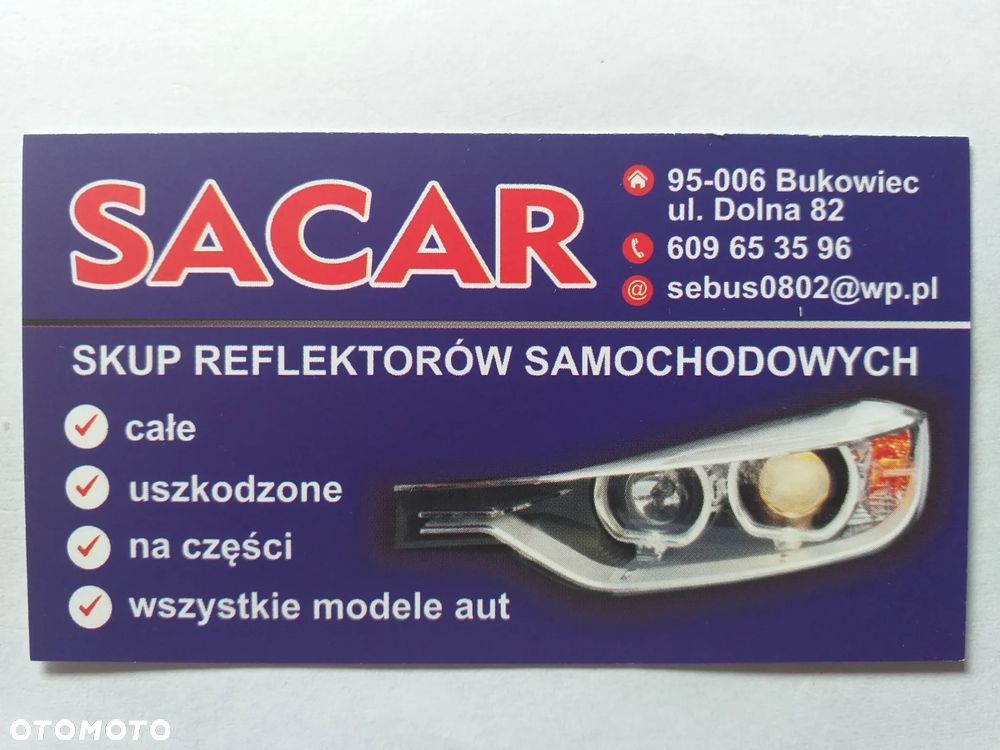 SACAR
95-006 Bukowiec
ul. Dolna 82
609 65 35 96
@ sebus0802@wp.pl
SKUP REFLEKTORÓW SAMOCHODOWYCH
całe
uszkodzone
na części
wszystkie modele aut
OTOMOTO